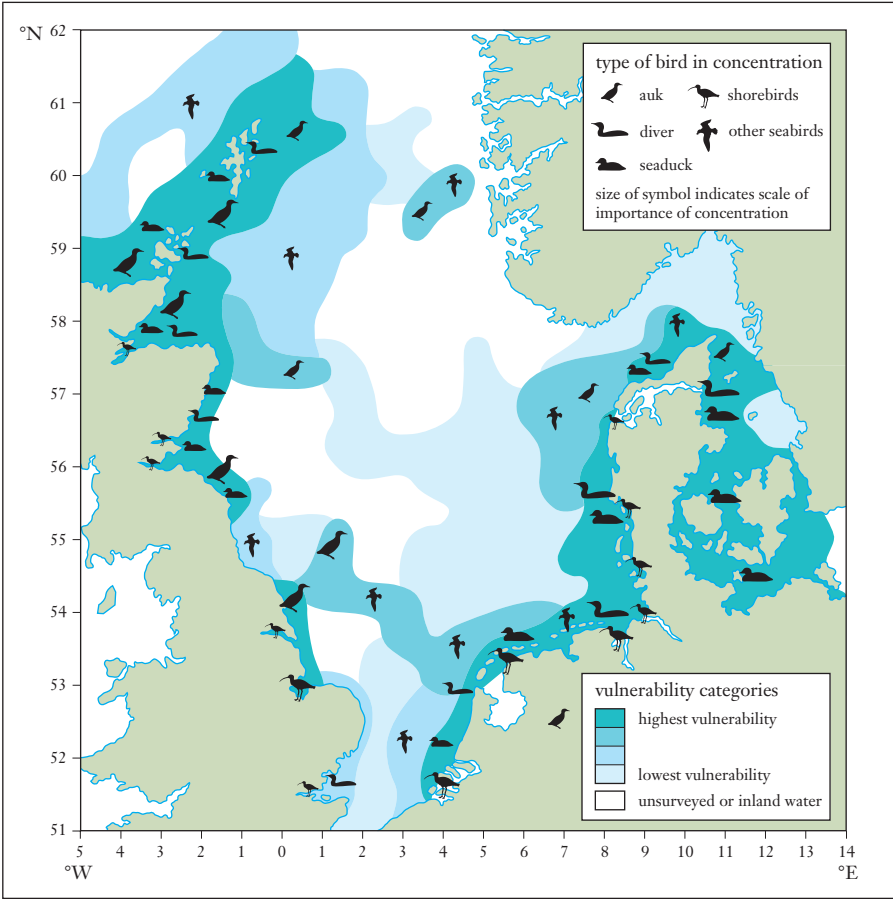 °N
62
61
60
59
58
57
56
55
54
53
52
51
type of bird in concentration
auk
shorebirds
diver
other seabirds
seaduck
size of symbol indicates scale of
importance of concentration
vulnerability categories
highest vulnerability
lowest vulnerability
unsurveyed or inland water
5 4 3 2 1 0 1 2 3 4 5 6 7 8 9 10 11 12 13 14
°W °E